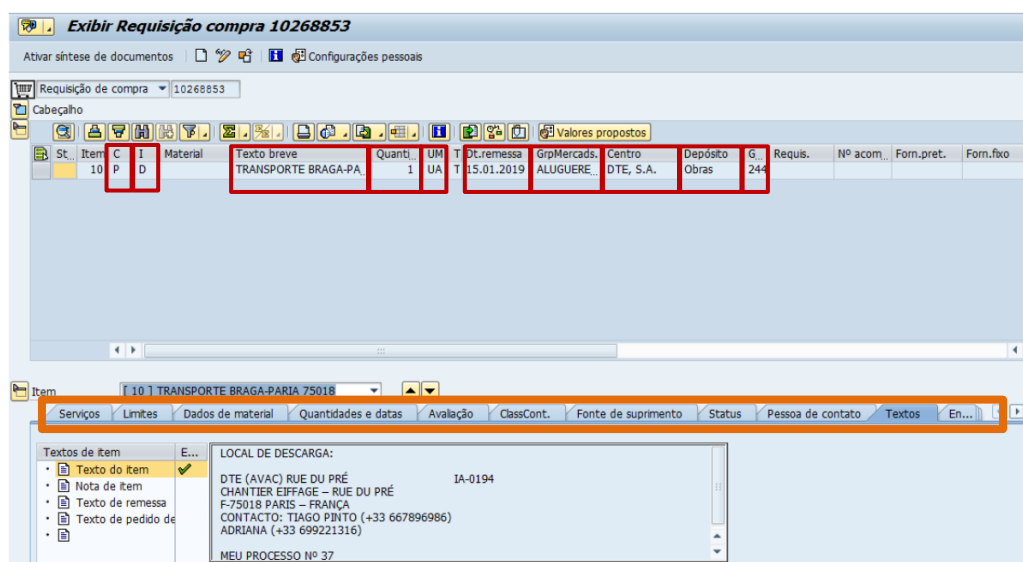 Exibir Requisição compra 10268853
Ativar síntese de documentos Configurações pessoais
Requisição de compra 10268853
Cabeçalho
Valores propostos
St... Item C I Material Texto breve Quanti... UM T Dt.remessa GrpMercads. Centro Depósito G... Requis. Nº acom... Forn.pret. Forn.fixo
10 P D TRANSPORTE BRAGA-PA... 1 UA T 15.01.2019 ALUGUERE... DTE, S.A. Obras 244
Item [ 10 ] TRANSPORTE BRAGA-PARIA 75018
Serviços Limites Dados de material Quantidades e datas Avaliação ClassCont. Fonte de suprimento Status Pessoa de contato Textos En...
Textos de item E...
Texto do item
Nota de item
Texto de remessa
Texto de pedido de
LOCAL DE DESCARGA:
DTE (AVAC) RUE DU PRÉ IA-0194
CHANTIER EIFFAGE – RUE DU PRÉ
F-75018 PARIS – FRANÇA
CONTACTO: TIAGO PINTO (+33 667896986)
ADRIANA (+33 699221316)
MEU PROCESSO Nº 37